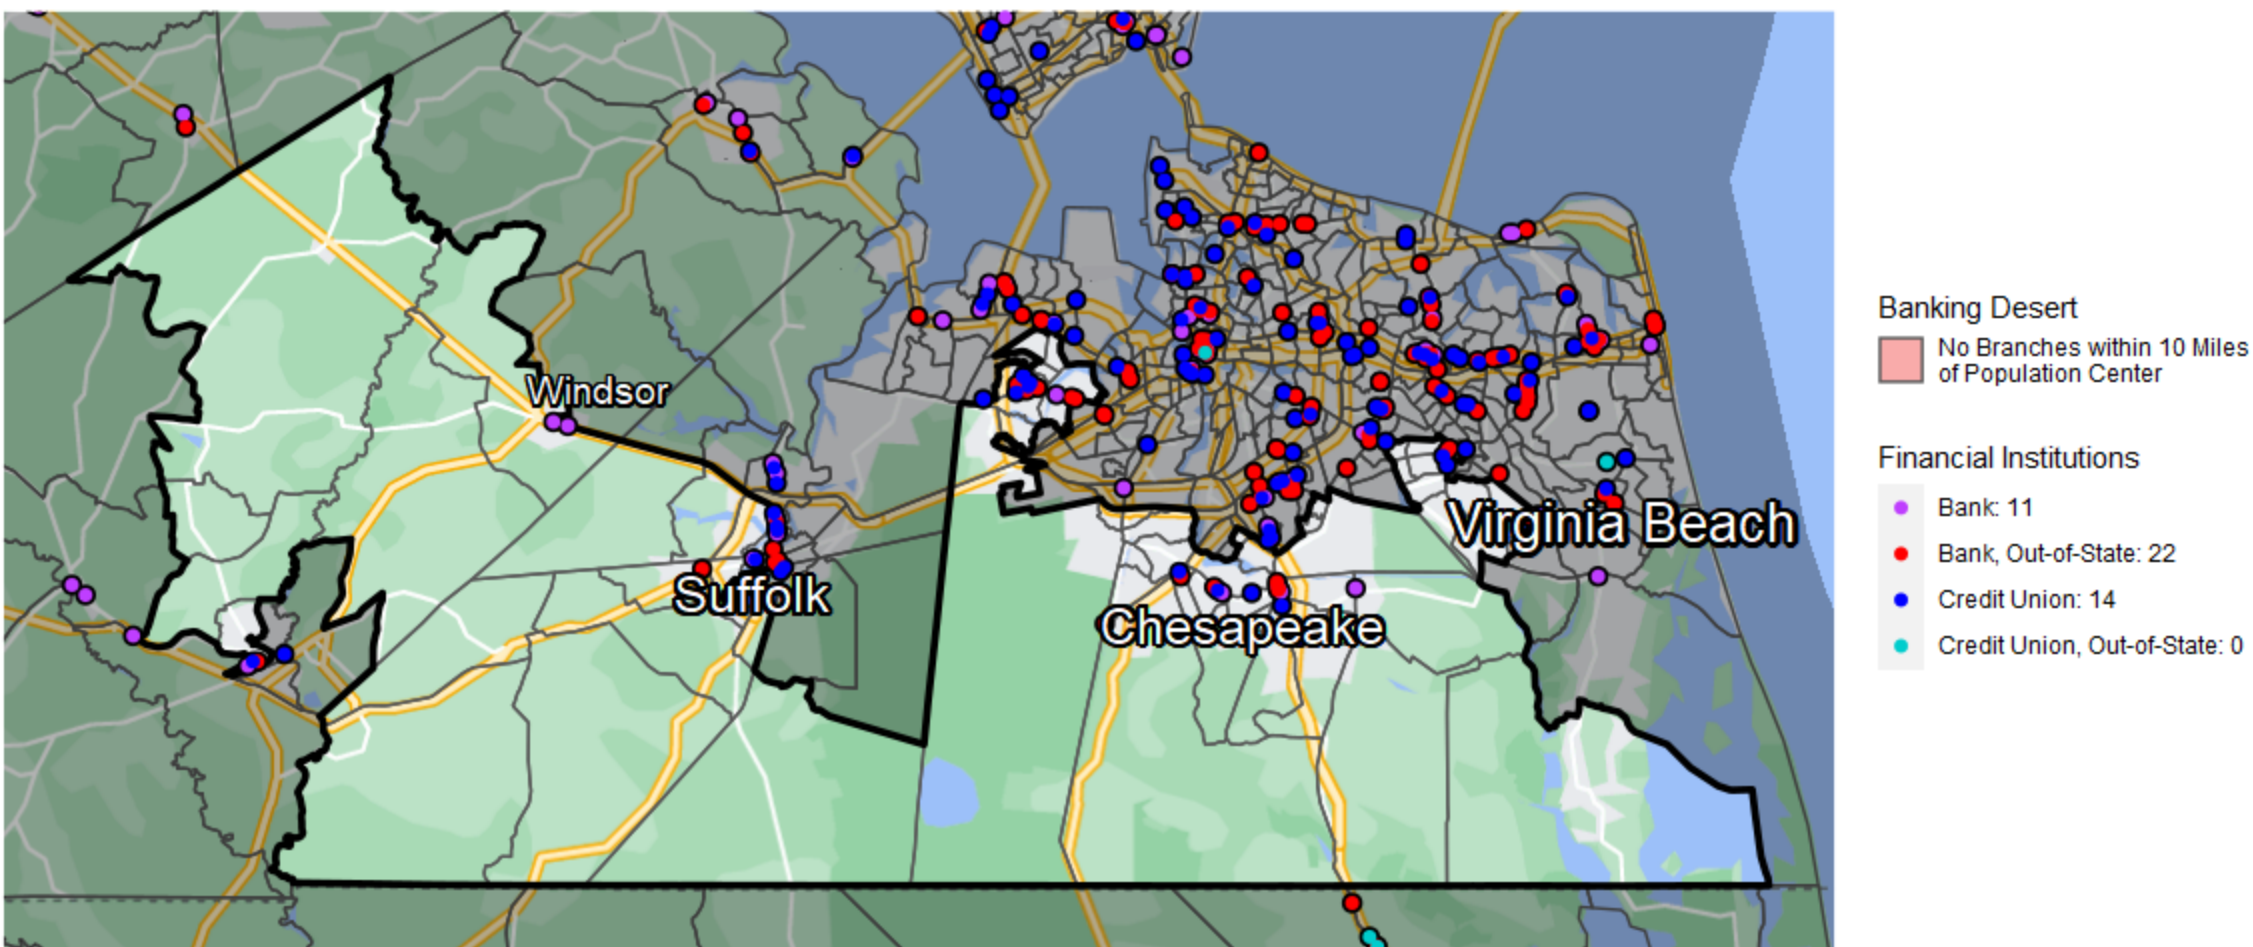 Windsor
Suffolk
Chesapeake
Virginia Beach
Banking Desert
No Branches within 10 Miles
of Population Center
Financial Institutions
Bank: 11
Bank, Out-of-State: 22
Credit Union: 14
Credit Union, Out-of-State: 0